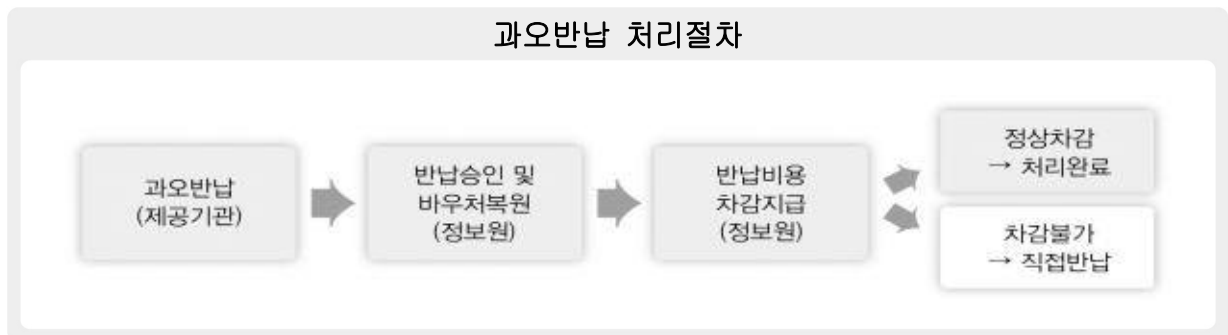 과오반납 처리절차
과오반납
(제공기관)
반납승인 및
바우처복원
(정보원)
반납비용
차감지급
(정보원)
정상차감
→ 처리완료
차감불가
→ 직접반납